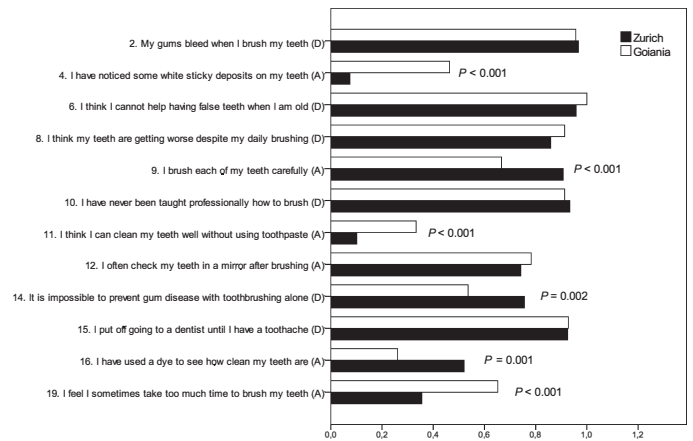 Zurich
Goiania
2. My gums bleed when I brush my teeth (D)
4. I have noticed some white sticky deposits on my teeth (A)
P < 0.001
6. I think I cannot help having false teeth when I am old (D)
8. I think my teeth are getting worse despite my daily brushing (D)
9. I brush each of my teeth carefully (A)
P < 0.001
10. I have never been taught professionally how to brush (D)
11. I think I can clean my teeth well without using toothpaste (A)
P < 0.001
12. I often check my teeth in a mirror after brushing (A)
14. It is impossible to prevent gum disease with toothbrushing alone (D)
P = 0.002
15. I put off going to a dentist until I have a toothache (D)
16. I have used a dye to see how clean my teeth are (A)
P = 0.001
19. I feel I sometimes take too much time to brush my teeth (A)
P < 0.001
0,0 0,2 0,4 0,6 0,8 1,0 1,2